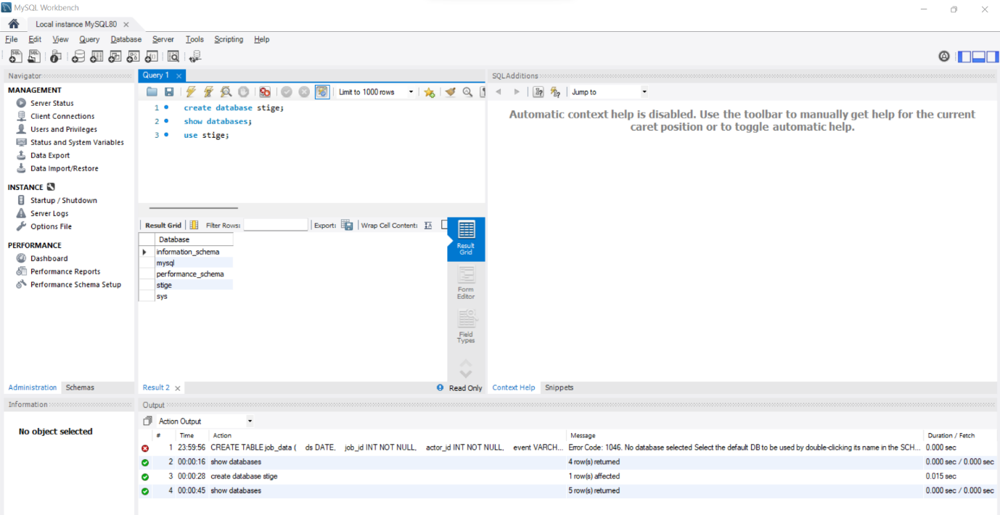 MySQL Workbench
Local instance MySQL80
File Edit View Query Database Server Tools Scripting Help
Navigator
MANAGEMENT
Server Status
Client Connections
Users and Privileges
Status and System Variables
Data Export
Data Import/Restore
INSTANCE
Startup / Shutdown
Server Logs
Options File
PERFORMANCE
Dashboard
Performance Reports
Performance Schema Setup
Administration Schemas
Information
No object selected
Query 1
Limit to 1000 rows
1 create database stige;
2 show databases;
3 use stige;
Result Grid Filter Rows: Export: Wrap Cell Content:
Database
information_schema
mysql
performance_schema
stige
sys
Result
Grid
Form
Editor
Field
Types
Result 2 Read Only
SQLAdditions
Jump to
Automatic context help is disabled. Use the toolbar to manually get help for the current
caret position or to toggle automatic help.
Context Help Snippets
Output
Action Output
# Time Action Message Duration / Fetch
1 23:59:56 CREATE TABLE job_data ( ds DATE, job_id INT NOT NULL, actor_id INT NOT NULL, event VARCH... Error Code: 1046. No database selected Select the default DB to be used by double-clicking its name in the SCH... 0.000 sec
2 00:00:16 show databases 4 row(s) returned 0.000 sec / 0.000 sec
3 00:00:28 create database stige 1 row(s) affected 0.015 sec
4 00:00:45 show databases 5 row(s) returned 0.000 sec / 0.000 sec